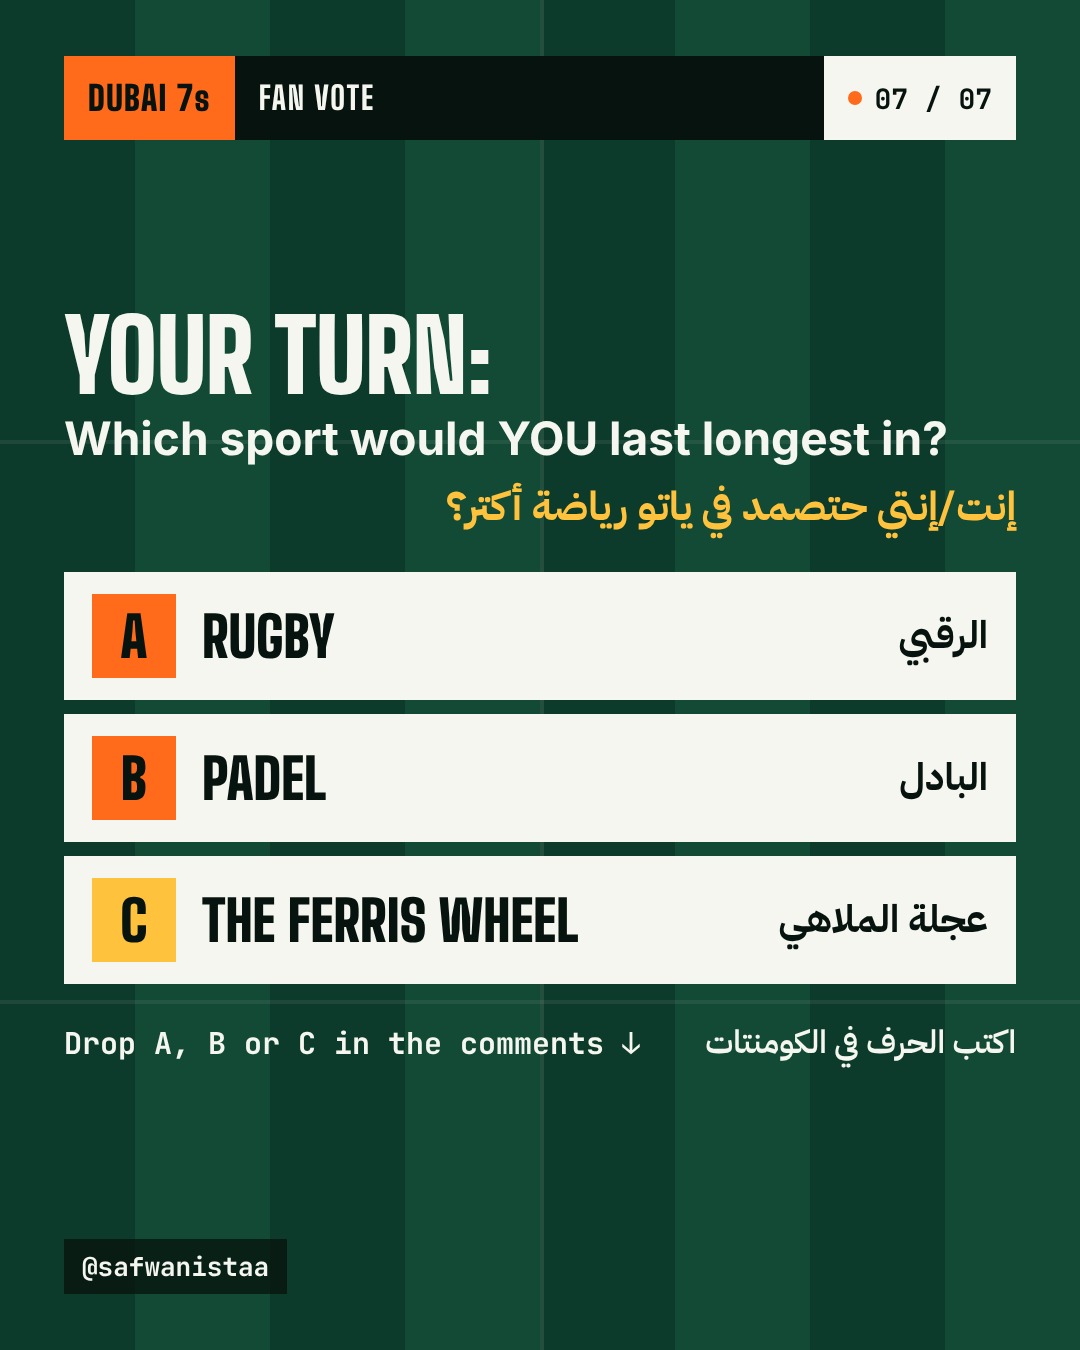 DUBAI 7s FAN VOTE 07 / 07
YOUR TURN:
Which sport would YOU last longest in?
إنت/إنتي حتصمد في ياتو رياضة أكتر؟
A RUGBY الرقبي
B PADEL البادل
C THE FERRIS WHEEL عجلة الملاهي
Drop A, B or C in the comments ↓ اكتب الحرف في الكومنتات
@safwanistaa